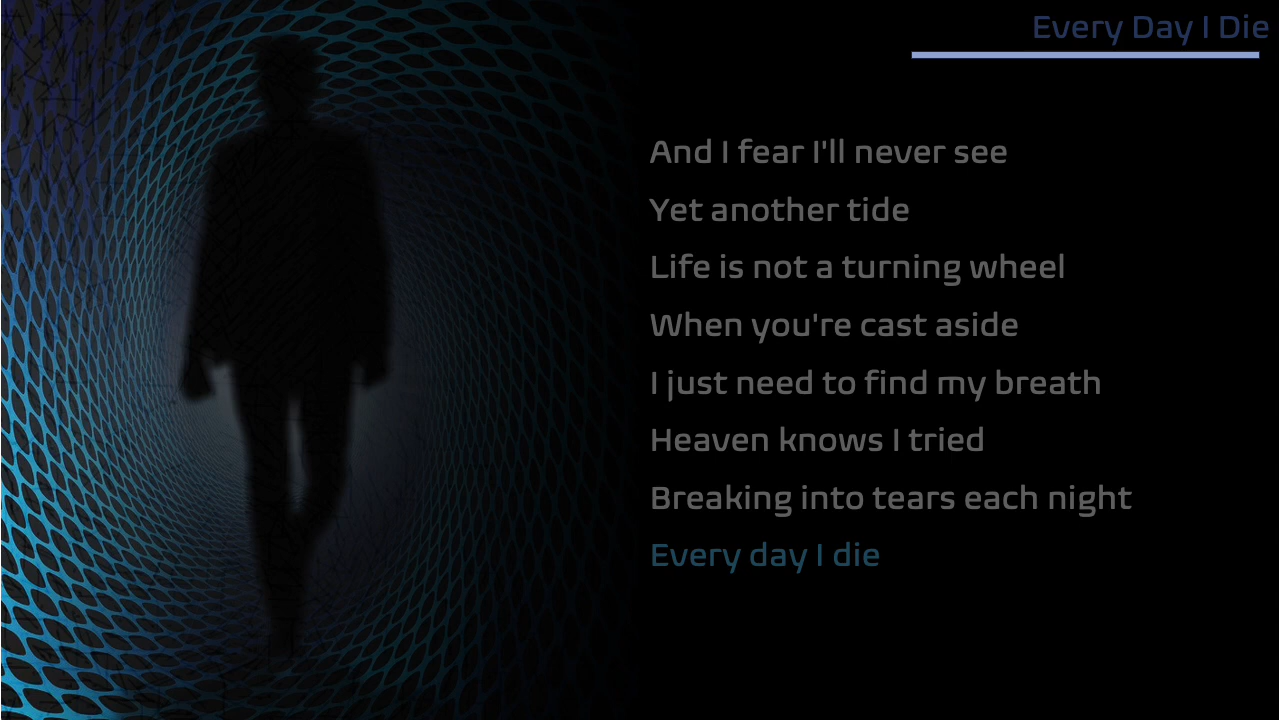 Every Day I Die
And I fear I'll never see
Yet another tide
Life is not a turning wheel
When you're cast aside
I just need to find my breath
Heaven knows I tried
Breaking into tears each night
Every day I die